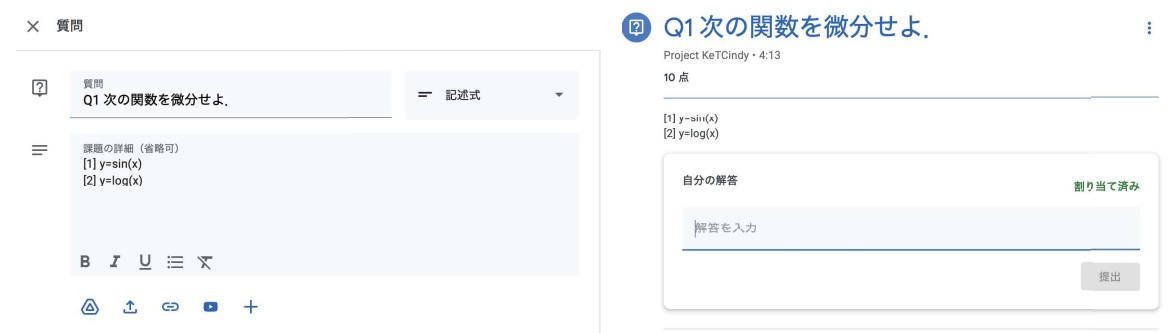 質問
質問
Q1 次の関数を微分せよ.
記述式
課題の詳細（省略可）
[1] y=sin(x)
[2] y=log(x)
B I U
Q1 次の関数を微分せよ.
Project KeTCindy • 4:13
10 点
[1] y=sin(x)
[2] y=log(x)
自分の解答
割り当て済み
解答を入力
提出